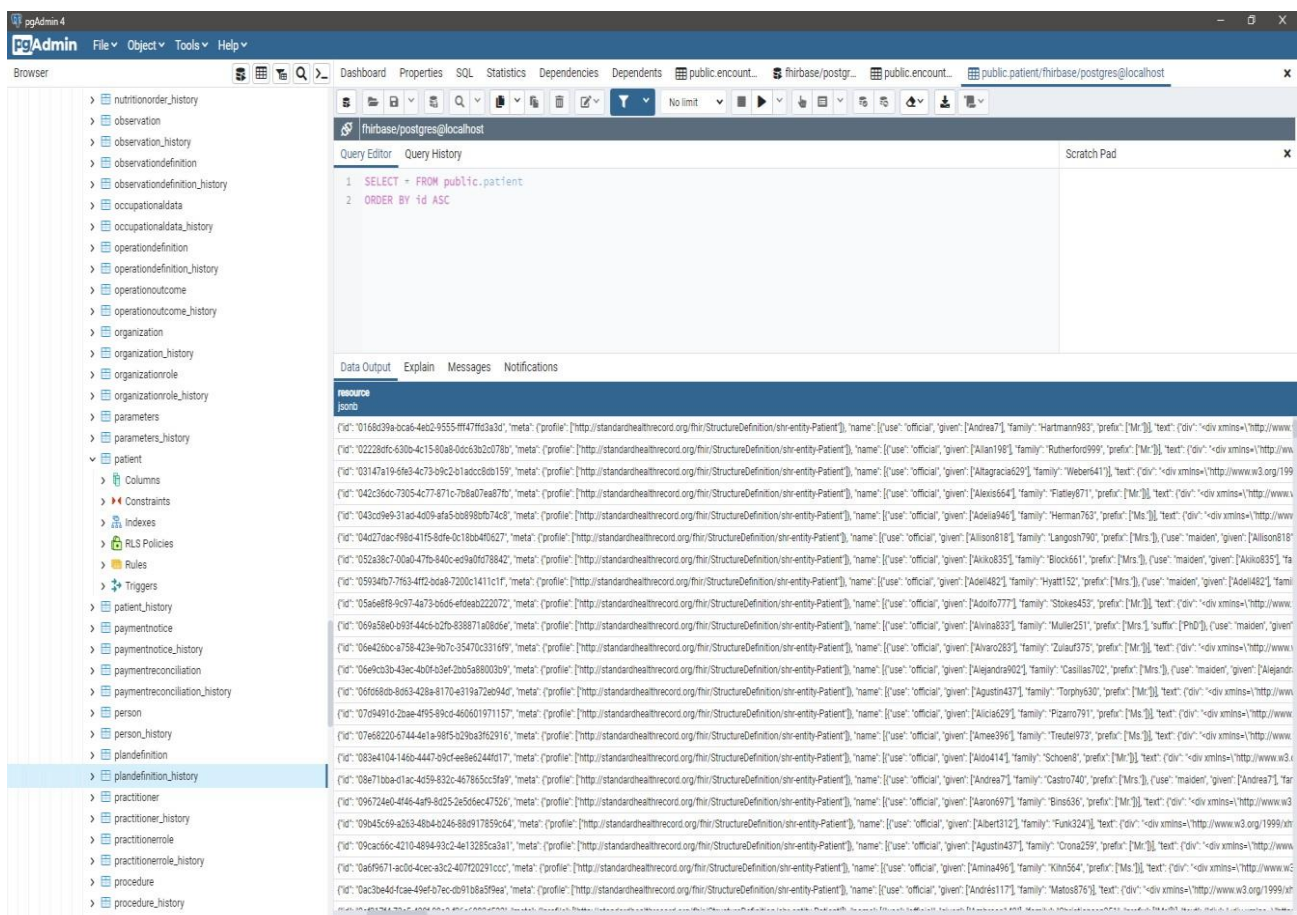 pgAdmin 4
pgAdmin File Object Tools Help
Browser
Dashboard Properties SQL Statistics Dependencies Dependents public.encount... fhirbase/postgr... public.encount... public.patient/fhirbase/postgres@localhost
No limit
fhirbase/postgres@localhost
Query Editor Query History
Scratch Pad
1 SELECT * FROM public.patient
2 ORDER BY id ASC
nutritionorder_history
observation
observation_history
observationdefinition
observationdefinition_history
occupationaldata
occupationaldata_history
operationdefinition
operationdefinition_history
operationoutcome
operationoutcome_history
organization
organization_history
organizationrole
organizationrole_history
parameters
parameters_history
patient
Columns
Constraints
Indexes
RLS Policies
Rules
Triggers
patient_history
paymentnotice
paymentnotice_history
paymentreconciliation
paymentreconciliation_history
person
person_history
plandefinition
plandefinition_history
practitioner
practitioner_history
practitionerrole
practitionerrole_history
procedure
procedure_history
Data Output Explain Messages Notifications
resource
jsonb
{"id": "0168d39a-bca6-4eb2-9555-fff47ffd3a3d", "meta": {"profile": ["http://standardhealthrecord.org/fhir/StructureDefinition/shr-entity-Patient"]}, "name": [{"use": "official", "given": ["Andrea7"], "family": "Hartmann983", "prefix": ["Mr."]}], "text": {"div": "<div xmlns=\"http://www.
{"id": "02228dfc-630b-4c15-80a8-0dc63b2c078b", "meta": {"profile": ["http://standardhealthrecord.org/fhir/StructureDefinition/shr-entity-Patient"]}, "name": [{"use": "official", "given": ["Allan198"], "family": "Rutherford999", "prefix": ["Mr."]}], "text": {"div": "<div xmlns=\"http://ww
{"id": "03147a19-6fe3-4c73-b9c2-b1adcc8db159", "meta": {"profile": ["http://standardhealthrecord.org/fhir/StructureDefinition/shr-entity-Patient"]}, "name": [{"use": "official", "given": ["Altagracia629"], "family": "Weber641"}], "text": {"div": "<div xmlns=\"http://www.w3.org/199
{"id": "042c36dc-7305-4c77-871c-7b8a07ea87fb", "meta": {"profile": ["http://standardhealthrecord.org/fhir/StructureDefinition/shr-entity-Patient"]}, "name": [{"use": "official", "given": ["Alexis664"], "family": "Flatley871", "prefix": ["Mr."]}], "text": {"div": "<div xmlns=\"http://www.
{"id": "043cd9e9-31ad-4d09-afa5-bb898bfb74c8", "meta": {"profile": ["http://standardhealthrecord.org/fhir/StructureDefinition/shr-entity-Patient"]}, "name": [{"use": "official", "given": ["Adelia946"], "family": "Herman763", "prefix": ["Ms."]}], "text": {"div": "<div xmlns=\"http://www
{"id": "04d27dac-f98d-41f5-8dfe-0c18bb4f0627", "meta": {"profile": ["http://standardhealthrecord.org/fhir/StructureDefinition/shr-entity-Patient"]}, "name": [{"use": "official", "given": ["Allison818"], "family": "Langosh790", "prefix": ["Mrs."]}, {"use": "maiden", "given": ["Allison818"
{"id": "052a38c7-00a0-47fb-840c-ed9a0fd78842", "meta": {"profile": ["http://standardhealthrecord.org/fhir/StructureDefinition/shr-entity-Patient"]}, "name": [{"use": "official", "given": ["Akiko835"], "family": "Block661", "prefix": ["Mrs."]}, {"use": "maiden", "given": ["Akiko835"], "fa
{"id": "05934fb7-7f63-4ff2-bda8-7200c1411c1f", "meta": {"profile": ["http://standardhealthrecord.org/fhir/StructureDefinition/shr-entity-Patient"]}, "name": [{"use": "official", "given": ["Adell482"], "family": "Hyatt152", "prefix": ["Mrs."]}, {"use": "maiden", "given": ["Adell482"], "fami
{"id": "05a6e8f8-9c97-4a73-b6d6-efdeab222072", "meta": {"profile": ["http://standardhealthrecord.org/fhir/StructureDefinition/shr-entity-Patient"]}, "name": [{"use": "official", "given": ["Adolfo777"], "family": "Stokes453", "prefix": ["Mr."]}], "text": {"div": "<div xmlns=\"http://www.
{"id": "069a58e0-b93f-44c6-b2fb-838871a08d6e", "meta": {"profile": ["http://standardhealthrecord.org/fhir/StructureDefinition/shr-entity-Patient"]}, "name": [{"use": "official", "given": ["Alvina833"], "family": "Muller251", "prefix": ["Mrs."], "suffix": ["PhD"]}, {"use": "maiden", "given"
{"id": "06e426bc-a758-423e-9b7c-35470c3316f9", "meta": {"profile": ["http://standardhealthrecord.org/fhir/StructureDefinition/shr-entity-Patient"]}, "name": [{"use": "official", "given": ["Alvaro283"], "family": "Zulauf375", "prefix": ["Mr."]}], "text": {"div": "<div xmlns=\"http://www.
{"id": "06e9cb3b-43ec-4b0f-b3ef-2bb5a88003b9", "meta": {"profile": ["http://standardhealthrecord.org/fhir/StructureDefinition/shr-entity-Patient"]}, "name": [{"use": "official", "given": ["Alejandra902"], "family": "Casillas702", "prefix": ["Mrs."]}, {"use": "maiden", "given": ["Alejandr
{"id": "06fd68db-8d63-428a-8170-e319a72eb94d", "meta": {"profile": ["http://standardhealthrecord.org/fhir/StructureDefinition/shr-entity-Patient"]}, "name": [{"use": "official", "given": ["Agustin437"], "family": "Torphy630", "prefix": ["Mr."]}], "text": {"div": "<div xmlns=\"http://www
{"id": "07d9491d-2bae-4f95-89cd-460601971157", "meta": {"profile": ["http://standardhealthrecord.org/fhir/StructureDefinition/shr-entity-Patient"]}, "name": [{"use": "official", "given": ["Alicia629"], "family": "Pizarro791", "prefix": ["Ms."]}], "text": {"div": "<div xmlns=\"http://www.
{"id": "07e68220-6744-4e1a-98f5-b29ba3f62916", "meta": {"profile": ["http://standardhealthrecord.org/fhir/StructureDefinition/shr-entity-Patient"]}, "name": [{"use": "official", "given": ["Amee396"], "family": "Treutel973", "prefix": ["Ms."]}], "text": {"div": "<div xmlns=\"http://www.
{"id": "083e4104-146b-4447-b9cf-ee8e6244fd17", "meta": {"profile": ["http://standardhealthrecord.org/fhir/StructureDefinition/shr-entity-Patient"]}, "name": [{"use": "official", "given": ["Aldo414"], "family": "Schoen8", "prefix": ["Mr."]}], "text": {"div": "<div xmlns=\"http://www.w3.
{"id": "08e71bba-d1ac-4d59-832c-467865cc5fa9", "meta": {"profile": ["http://standardhealthrecord.org/fhir/StructureDefinition/shr-entity-Patient"]}, "name": [{"use": "official", "given": ["Andrea7"], "family": "Castro740", "prefix": ["Mrs."]}, {"use": "maiden", "given": ["Andrea7"], "far
{"id": "096724e0-4f46-4af9-8d25-2e5d6ec47526", "meta": {"profile": ["http://standardhealthrecord.org/fhir/StructureDefinition/shr-entity-Patient"]}, "name": [{"use": "official", "given": ["Aaron697"], "family": "Bins636", "prefix": ["Mr."]}], "text": {"div": "<div xmlns=\"http://www.w3
{"id": "09b45c69-a263-48b4-b246-88d917859c64", "meta": {"profile": ["http://standardhealthrecord.org/fhir/StructureDefinition/shr-entity-Patient"]}, "name": [{"use": "official", "given": ["Albert312"], "family": "Funk324"}], "text": {"div": "<div xmlns=\"http://www.w3.org/1999/xh
{"id": "09cac66c-4210-4894-93c2-4e13285ca3a1", "meta": {"profile": ["http://standardhealthrecord.org/fhir/StructureDefinition/shr-entity-Patient"]}, "name": [{"use": "official", "given": ["Agustin437"], "family": "Crona259", "prefix": ["Mr."]}], "text": {"div": "<div xmlns=\"http://www
{"id": "0a6f9671-ac0d-4cec-a3c2-407f20291ccc", "meta": {"profile": ["http://standardhealthrecord.org/fhir/StructureDefinition/shr-entity-Patient"]}, "name": [{"use": "official", "given": ["Amina496"], "family": "Kihn564", "prefix": ["Ms."]}], "text": {"div": "<div xmlns=\"http://www.w3
{"id": "0ac3be4d-fcae-49ef-b7ec-db91b8a5f9ea", "meta": {"profile": ["http://standardhealthrecord.org/fhir/StructureDefinition/shr-entity-Patient"]}, "name": [{"use": "official", "given": ["Andrés117"], "family": "Matos876"}], "text": {"div": "<div xmlns=\"http://www.w3.org/1999/xh